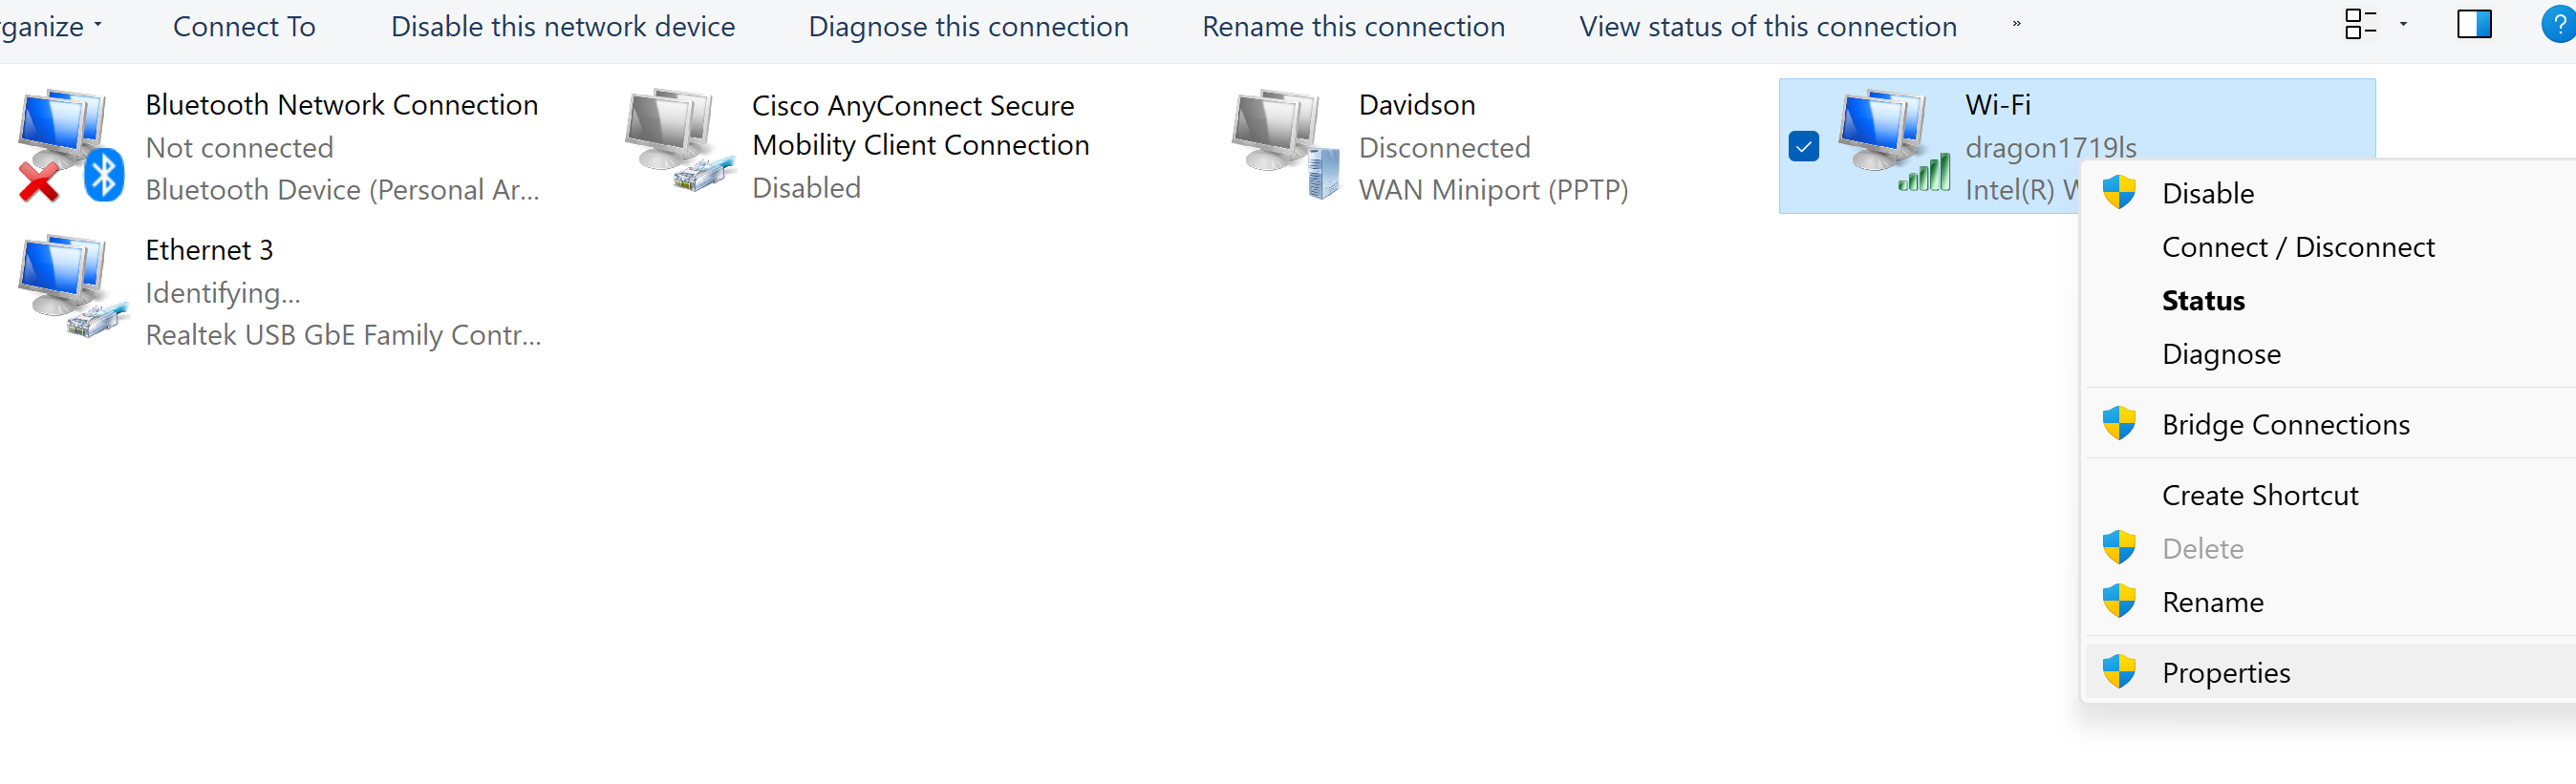 rganize
Connect To
Disable this network device
Diagnose this connection
Rename this connection
View status of this connection
»
?
Bluetooth Network Connection
Not connected
Bluetooth Device (Personal Ar...
Cisco AnyConnect Secure
Mobility Client Connection
Disabled
Davidson
Disconnected
WAN Miniport (PPTP)
Wi-Fi
dragon1719ls
Intel(R) W
Ethernet 3
Identifying...
Realtek USB GbE Family Contr...
Disable
Connect / Disconnect
Status
Diagnose
Bridge Connections
Create Shortcut
Delete
Rename
Properties